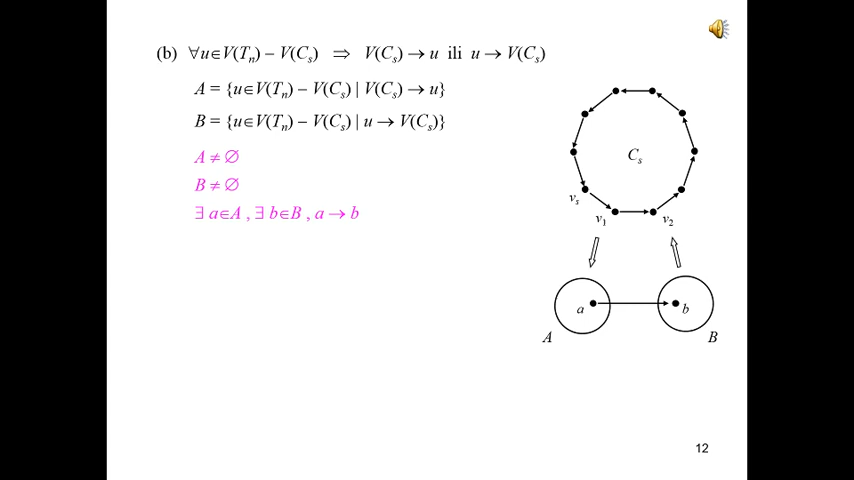 (b) ∀u∈V(Tₙ) – V(Cₛ) ⇒ V(Cₛ) → u ili u → V(Cₛ)
A = {u∈V(Tₙ) – V(Cₛ) | V(Cₛ) → u}
B = {u∈V(Tₙ) – V(Cₛ) | u → V(Cₛ)}
A ≠ ∅
B ≠ ∅
∃ a∈A , ∃ b∈B , a → b
Cₛ
vₛ
v₁
v₂
a
b
A
B
12